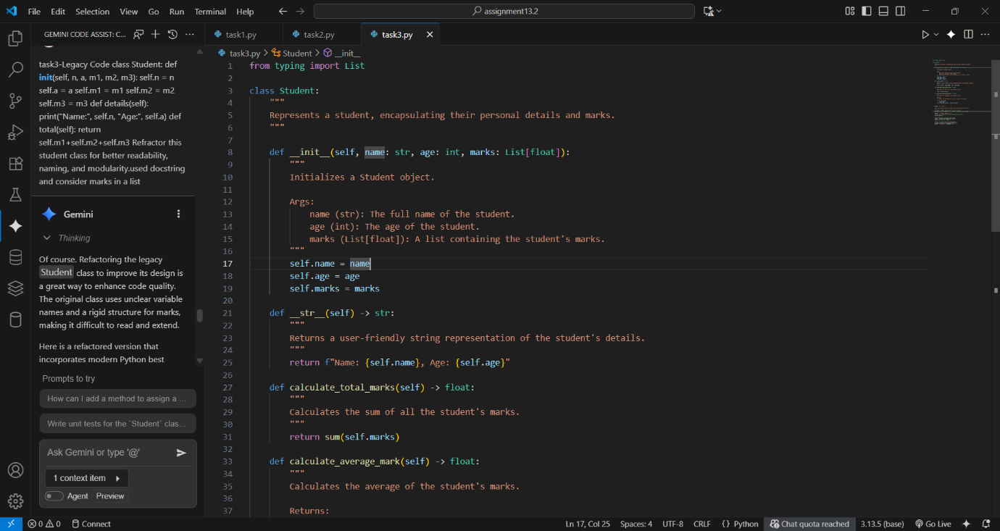 File Edit Selection View Go Run Terminal Help
assignment13.2
GEMINI CODE ASSIST: C...
task3-Legacy Code class Student: def
init(self, n, a, m1, m2, m3): self.n = n
self.a = a self.m1 = m1 self.m2 = m2
self.m3 = m3 def details(self):
print("Name:", self.n, "Age:", self.a) def
total(self): return
self.m1+self.m2+self.m3 Refractor this
student class for better readability,
naming, and modularity.used docstring
and consider marks in a list
Gemini
Thinking
Of course. Refactoring the legacy
Student class to improve its design is
a great way to enhance code quality.
The original class uses unclear variable
names and a rigid structure for marks,
making it difficult to read and extend.
Here is a refactored version that
incorporates modern Python best
Prompts to try
How can I add a method to assign a ...
Write unit tests for the `Student` clas...
Ask Gemini or type '@'
1 context item
Agent Preview
task1.py task2.py task3.py
task3.py > Student > __init__
1 from typing import List
2
3 class Student:
4 """
5 Represents a student, encapsulating their personal details and marks.
6 """
7
8 def __init__(self, name: str, age: int, marks: List[float]):
9 """
10 Initializes a Student object.
11
12 Args:
13 name (str): The full name of the student.
14 age (int): The age of the student.
15 marks (List[float]): A list containing the student's marks.
16 """
17 self.name = name
18 self.age = age
19 self.marks = marks
20
21 def __str__(self) -> str:
22 """
23 Returns a user-friendly string representation of the student's details.
24 """
25 return f"Name: {self.name}, Age: {self.age}"
26
27 def calculate_total_marks(self) -> float:
28 """
29 Calculates the sum of all the student's marks.
30 """
31 return sum(self.marks)
32
33 def calculate_average_mark(self) -> float:
34 """
35 Calculates the average of the student's marks.
36
37 Returns:
0 0 Connect
Ln 17, Col 25 Spaces: 4 UTF-8 CRLF {} Python Chat quota reached 3.13.5 (base) Go Live